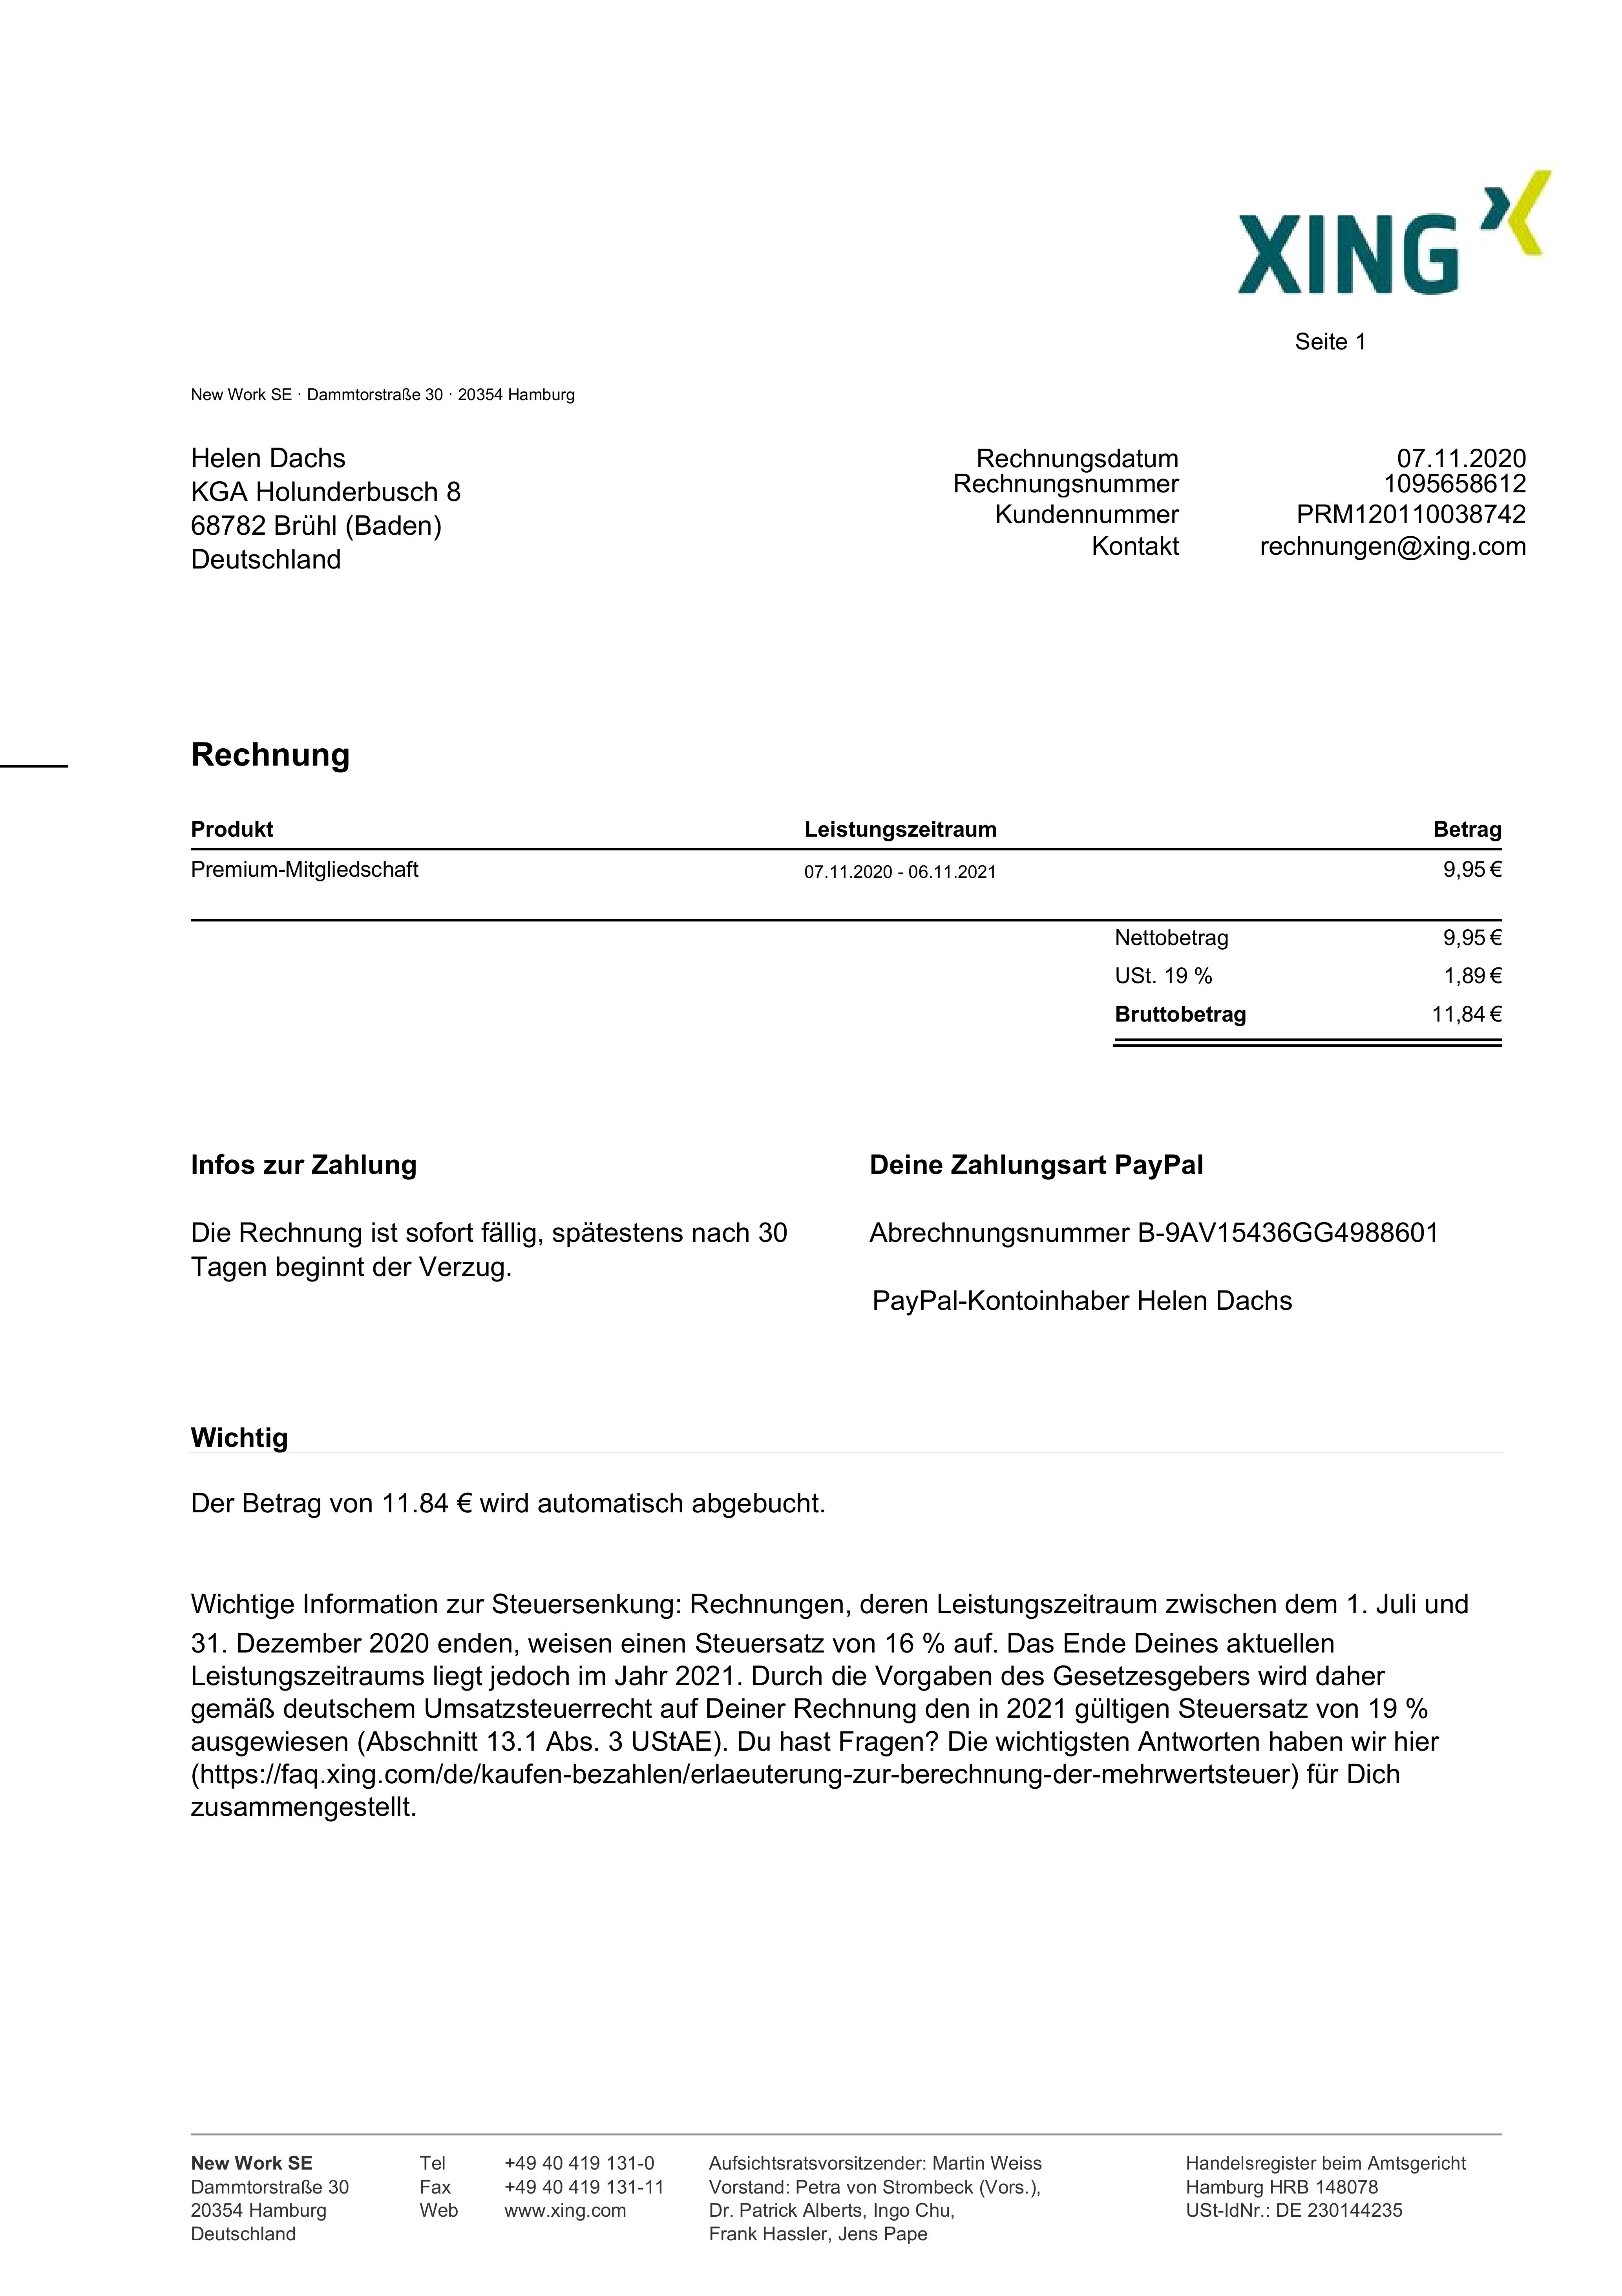 XING
Seite 1
New Work SE · Dammtorstraße 30 · 20354 Hamburg
Helen Dachs
KGA Holunderbusch 8
68782 Brühl (Baden)
Deutschland
Rechnungsdatum 07.11.2020
Rechnungsnummer 1095658612
Kundennummer PRM120110038742
Kontakt rechnungen@xing.com
Rechnung
Produkt Leistungszeitraum Betrag
Premium-Mitgliedschaft 07.11.2020 - 06.11.2021 9,95 €
Nettobetrag 9,95 €
USt. 19 % 1,89 €
Bruttobetrag 11,84 €
Infos zur Zahlung
Die Rechnung ist sofort fällig, spätestens nach 30
Tagen beginnt der Verzug.
Deine Zahlungsart PayPal
Abrechnungsnummer B-9AV15436GG4988601
PayPal-Kontoinhaber Helen Dachs
Wichtig
Der Betrag von 11.84 € wird automatisch abgebucht.
Wichtige Information zur Steuersenkung: Rechnungen, deren Leistungszeitraum zwischen dem 1. Juli und
31. Dezember 2020 enden, weisen einen Steuersatz von 16 % auf. Das Ende Deines aktuellen
Leistungszeitraums liegt jedoch im Jahr 2021. Durch die Vorgaben des Gesetzesgebers wird daher
gemäß deutschem Umsatzsteuerrecht auf Deiner Rechnung den in 2021 gültigen Steuersatz von 19 %
ausgewiesen (Abschnitt 13.1 Abs. 3 UStAE). Du hast Fragen? Die wichtigsten Antworten haben wir hier
(https://faq.xing.com/de/kaufen-bezahlen/erlaeuterung-zur-berechnung-der-mehrwertsteuer) für Dich
zusammengestellt.
New Work SE
Dammtorstraße 30
20354 Hamburg
Deutschland
Tel +49 40 419 131-0
Fax +49 40 419 131-11
Web www.xing.com
Aufsichtsratsvorsitzender: Martin Weiss
Vorstand: Petra von Strombeck (Vors.),
Dr. Patrick Alberts, Ingo Chu,
Frank Hassler, Jens Pape
Handelsregister beim Amtsgericht
Hamburg HRB 148078
USt-IdNr.: DE 230144235